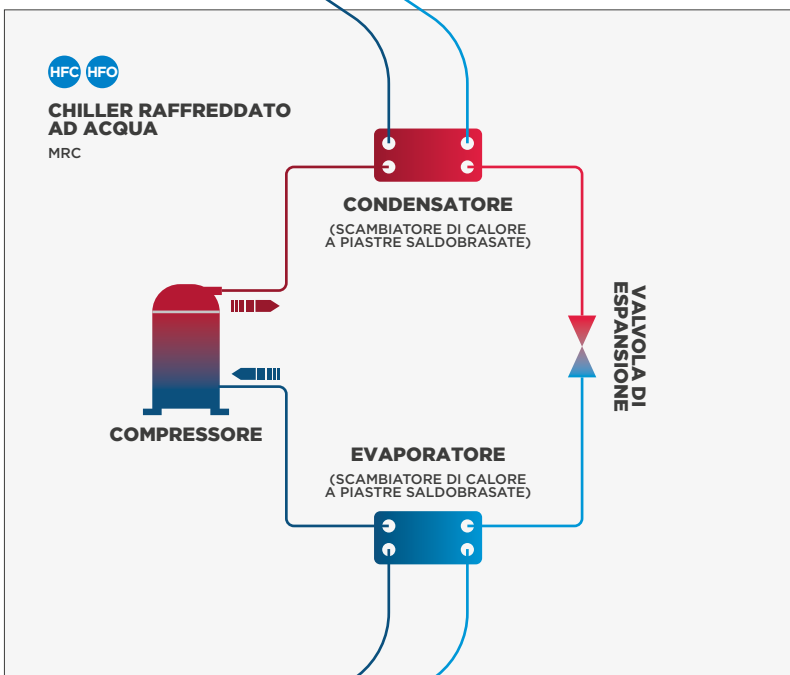 HFC HFO
CHILLER RAFFREDDATO
AD ACQUA
MRC
CONDENSATORE
(SCAMBIATORE DI CALORE
A PIASTRE SALDOBRASATE)
VALVOLA DI
ESPANSIONE
COMPRESSORE
EVAPORATORE
(SCAMBIATORE DI CALORE
A PIASTRE SALDOBRASATE)